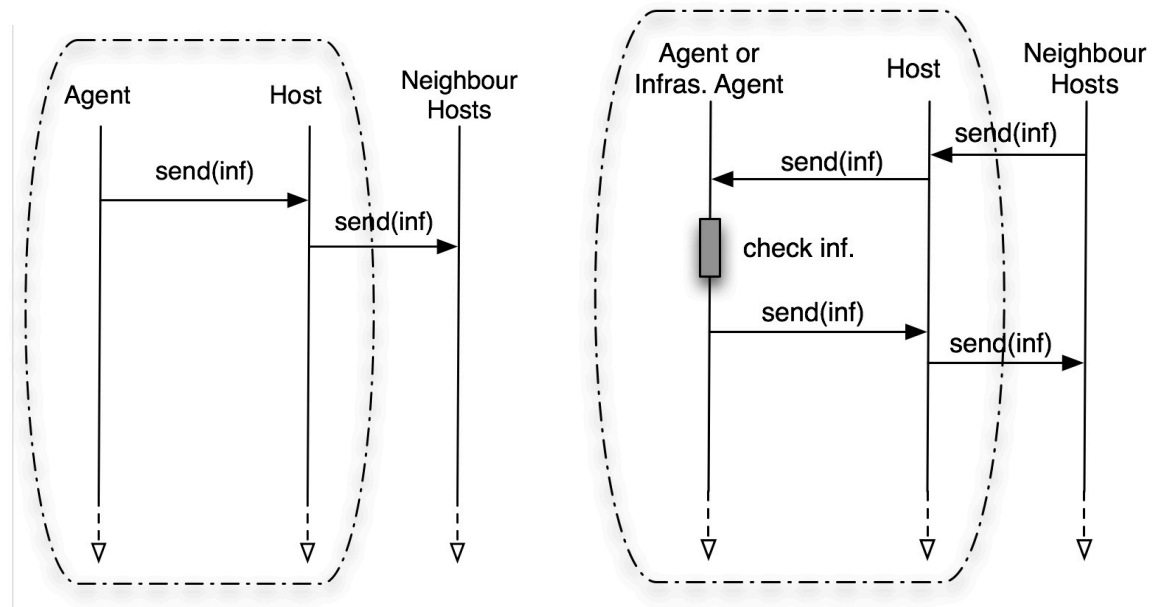 Agent
Host
Neighbour
Hosts
send(inf)
send(inf)
Agent or
Infras. Agent
Host
Neighbour
Hosts
send(inf)
send(inf)
check inf.
send(inf)
send(inf)